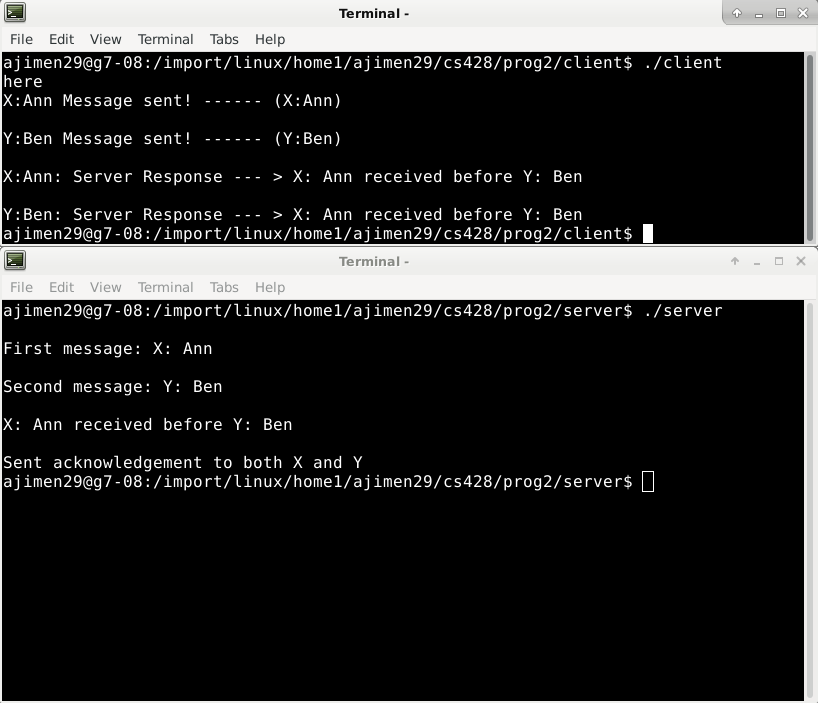 Terminal -
File Edit View Terminal Tabs Help
ajimen29@g7-08:/import/linux/home1/ajimen29/cs428/prog2/client$ ./client
here
X:Ann Message sent! ------ (X:Ann)
Y:Ben Message sent! ------ (Y:Ben)
X:Ann: Server Response --- > X: Ann received before Y: Ben
Y:Ben: Server Response --- > X: Ann received before Y: Ben
ajimen29@g7-08:/import/linux/home1/ajimen29/cs428/prog2/client$
Terminal -
File Edit View Terminal Tabs Help
ajimen29@g7-08:/import/linux/home1/ajimen29/cs428/prog2/server$ ./server
First message: X: Ann
Second message: Y: Ben
X: Ann received before Y: Ben
Sent acknowledgement to both X and Y
ajimen29@g7-08:/import/linux/home1/ajimen29/cs428/prog2/server$